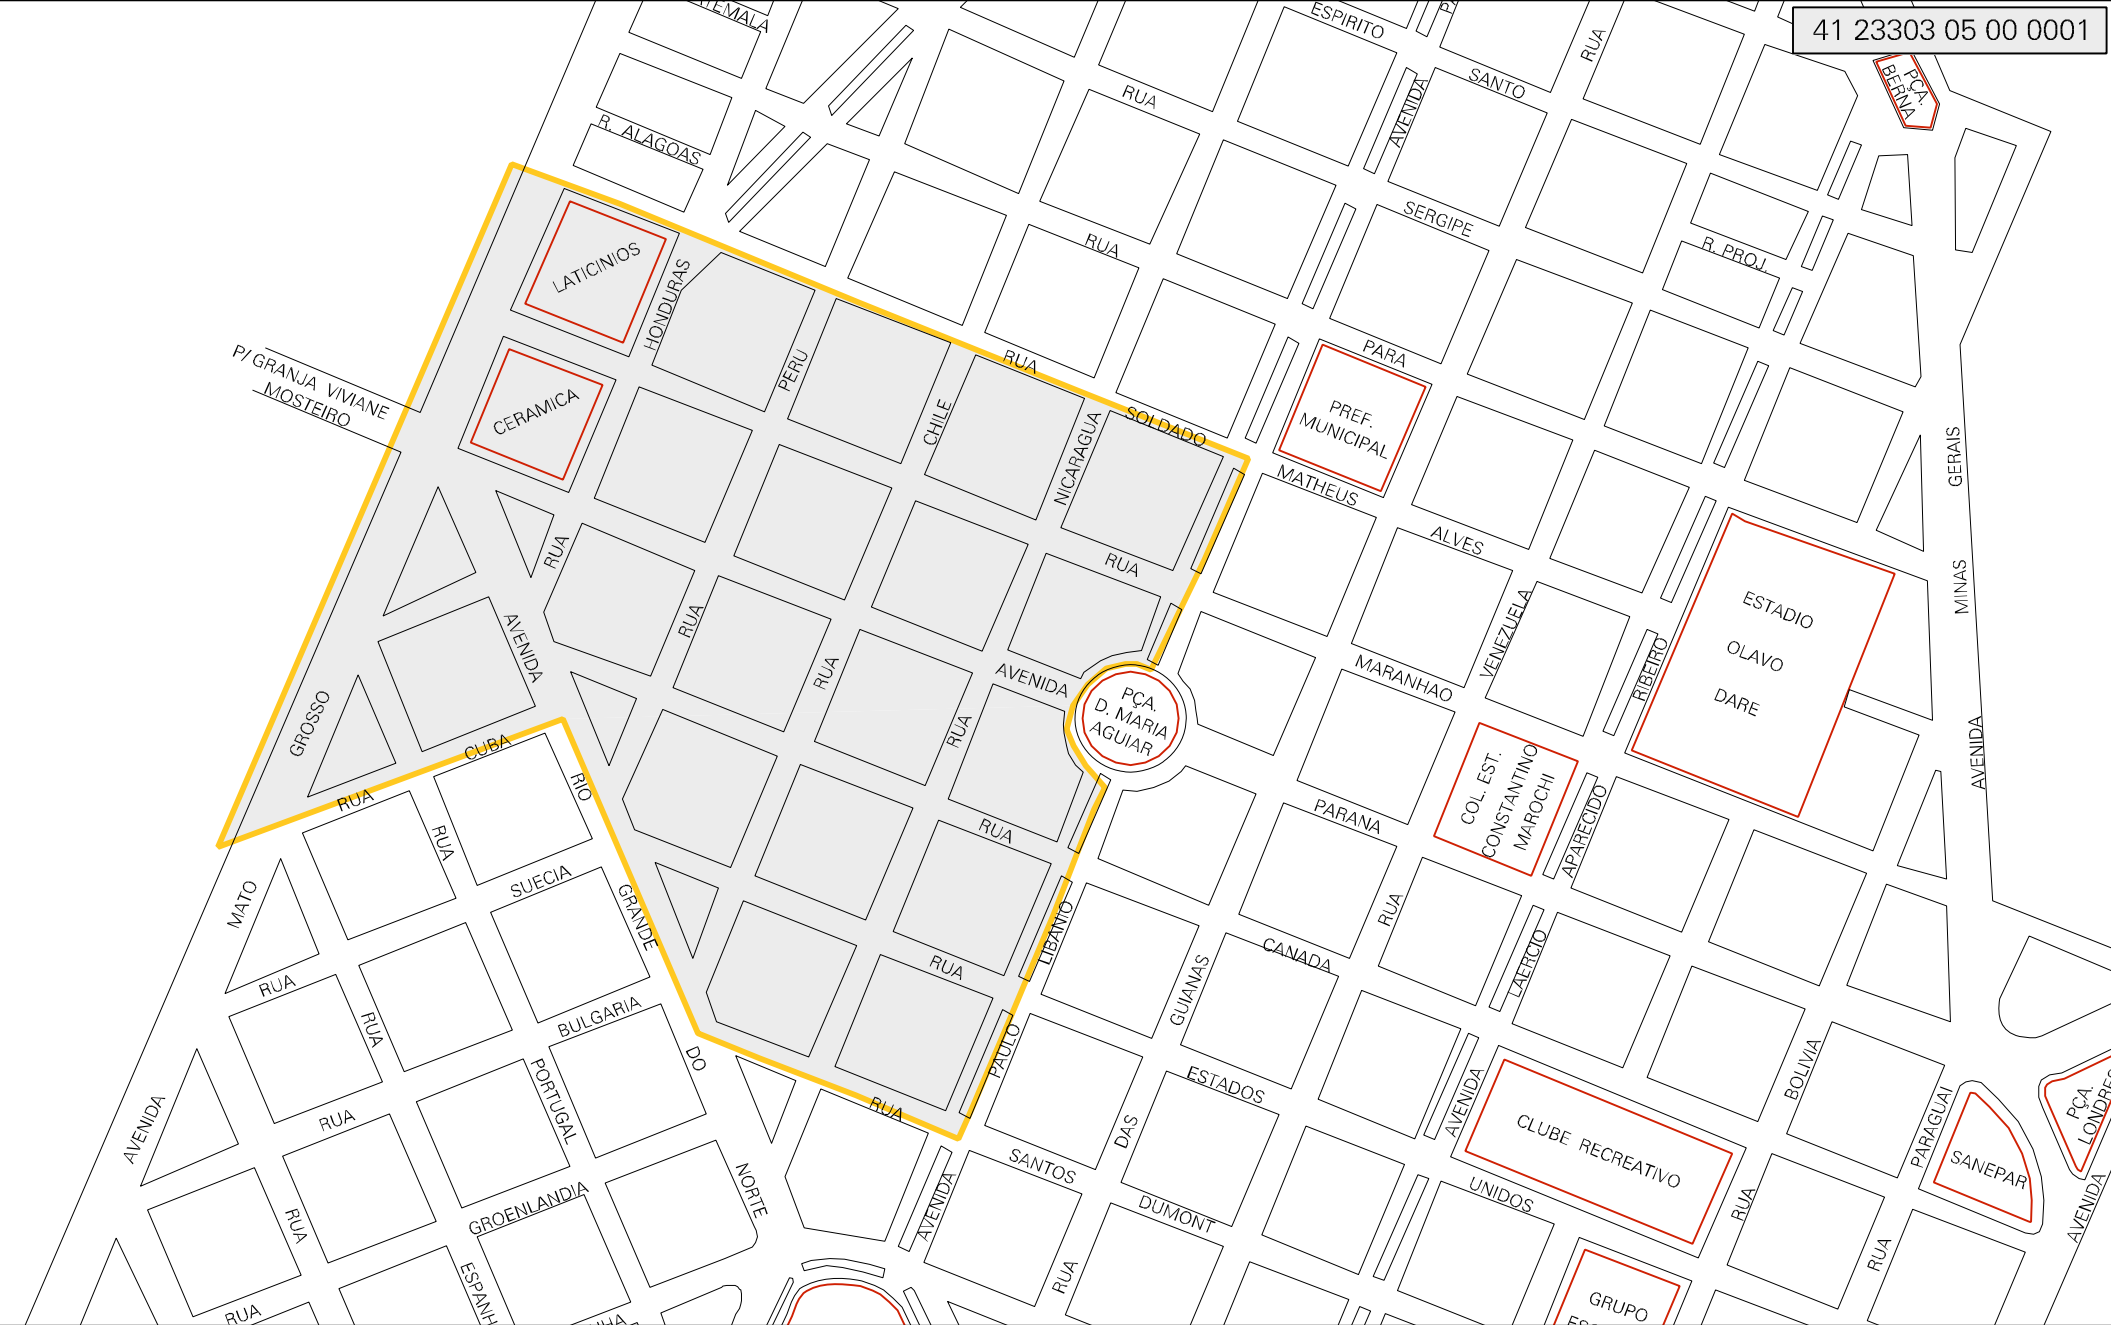 41 23303 05 00 0001
ESPIRITO
SANTO
RUA
PÇA.
BERNA
RUA
AVENIDA
R. ALAGOAS
SERGIPE
RUA
R. PROJ.
LATICINIOS
HONDURAS
P/ GRANJA VIVIANE
MOSTEIRO
CERAMICA
PERU
CHILE
NICARAGUA
RUA
SOLDADO
MATHEUS
ALVES
PARA
PREF.
MUNICIPAL
GERAIS
MINAS
AVENIDA
RUA
RUA
RUA
RUA
RUA
AVENIDA
AVENIDA
PÇA.
D. MARIA
AGUIAR
MARANHAO
VENEZUELA
RIBEIRO
ESTADIO
OLAVO
DARE
GROSSO
CUBA
RUA
RIO
RUA
COL. EST.
CONSTANTINO
MAROCHI
APARECIDO
PARANA
RUA
MATO
SUECIA
GRANDE
RUA
LIBANIO
CANADA
RUA
LAERCIO
GUIANAS
RUA
RUA
BULGARIA
DO
PAULO
ESTADOS
BOLIVIA
AVENIDA
RUA
PORTUGAL
RUA
SANTOS
DAS
AVENIDA
CLUBE RECREATIVO
PARAGUAI
SANEPAR
PÇA.
LONDRES
AVENIDA
GROENLANDIA
NORTE
AVENIDA
DUMONT
UNIDOS
RUA
RUA
RUA
RUA
RUA
GRUPO